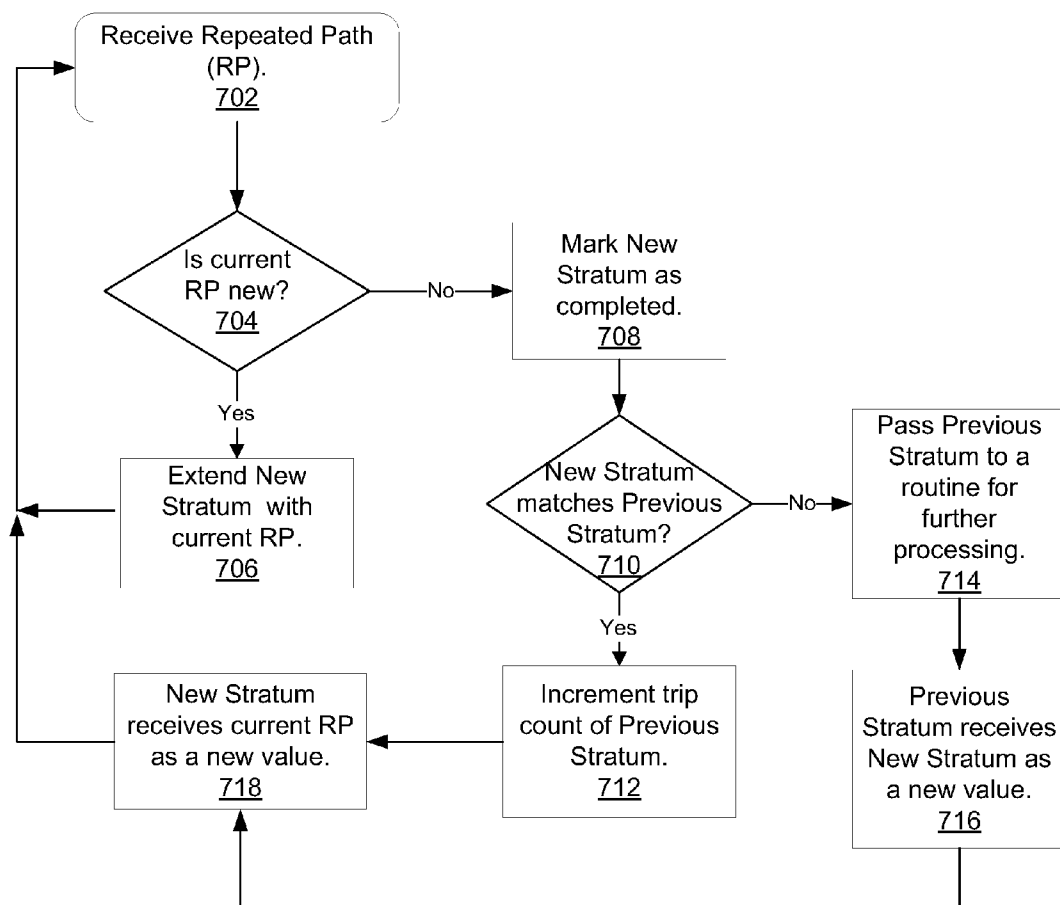 Receive Repeated Path
(RP).
702
Is current
RP new?
704
No
Yes
Mark New
Stratum as
completed.
708
Extend New
Stratum with
current RP.
706
New Stratum
matches Previous
Stratum?
710
No
Yes
Pass Previous
Stratum to a
routine for
further
processing.
714
New Stratum
receives current RP
as a new value.
718
Increment trip
count of Previous
Stratum.
712
Previous
Stratum receives
New Stratum as
a new value.
716